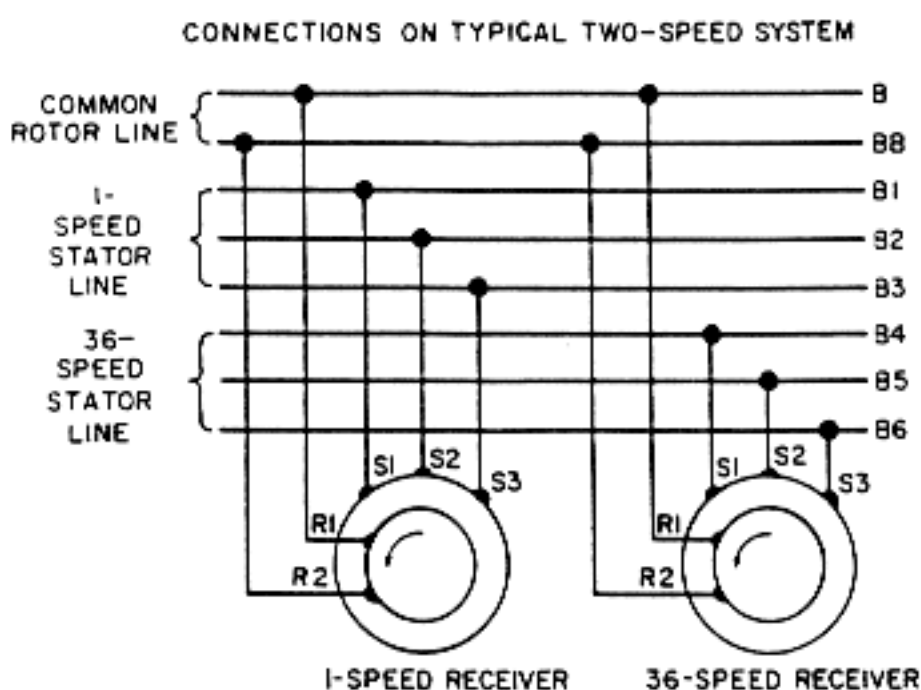 CONNECTIONS ON TYPICAL TWO-SPEED SYSTEM
COMMON
ROTOR LINE
B
BB
1-
SPEED
STATOR
LINE
B1
B2
B3
36-
SPEED
STATOR
LINE
B4
B5
B6
S1
S2
S3
R1
R2
S1
S2
S3
R1
R2
1-SPEED RECEIVER
36-SPEED RECEIVER